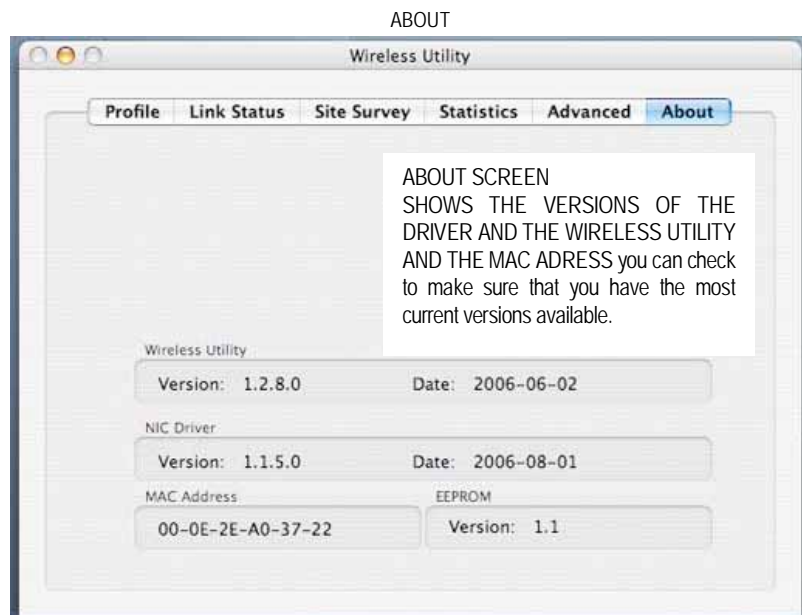 ABOUT
Wireless Utility
Profile Link Status Site Survey Statistics Advanced About
ABOUT SCREEN
SHOWS THE VERSIONS OF THE
DRIVER AND THE WIRELESS UTILITY
AND THE MAC ADRESS you can check
to make sure that you have the most
current versions available.
Wireless Utility
Version: 1.2.8.0 Date: 2006-06-02
NIC Driver
Version: 1.1.5.0 Date: 2006-08-01
MAC Address EEPROM
00-0E-2E-A0-37-22 Version: 1.1